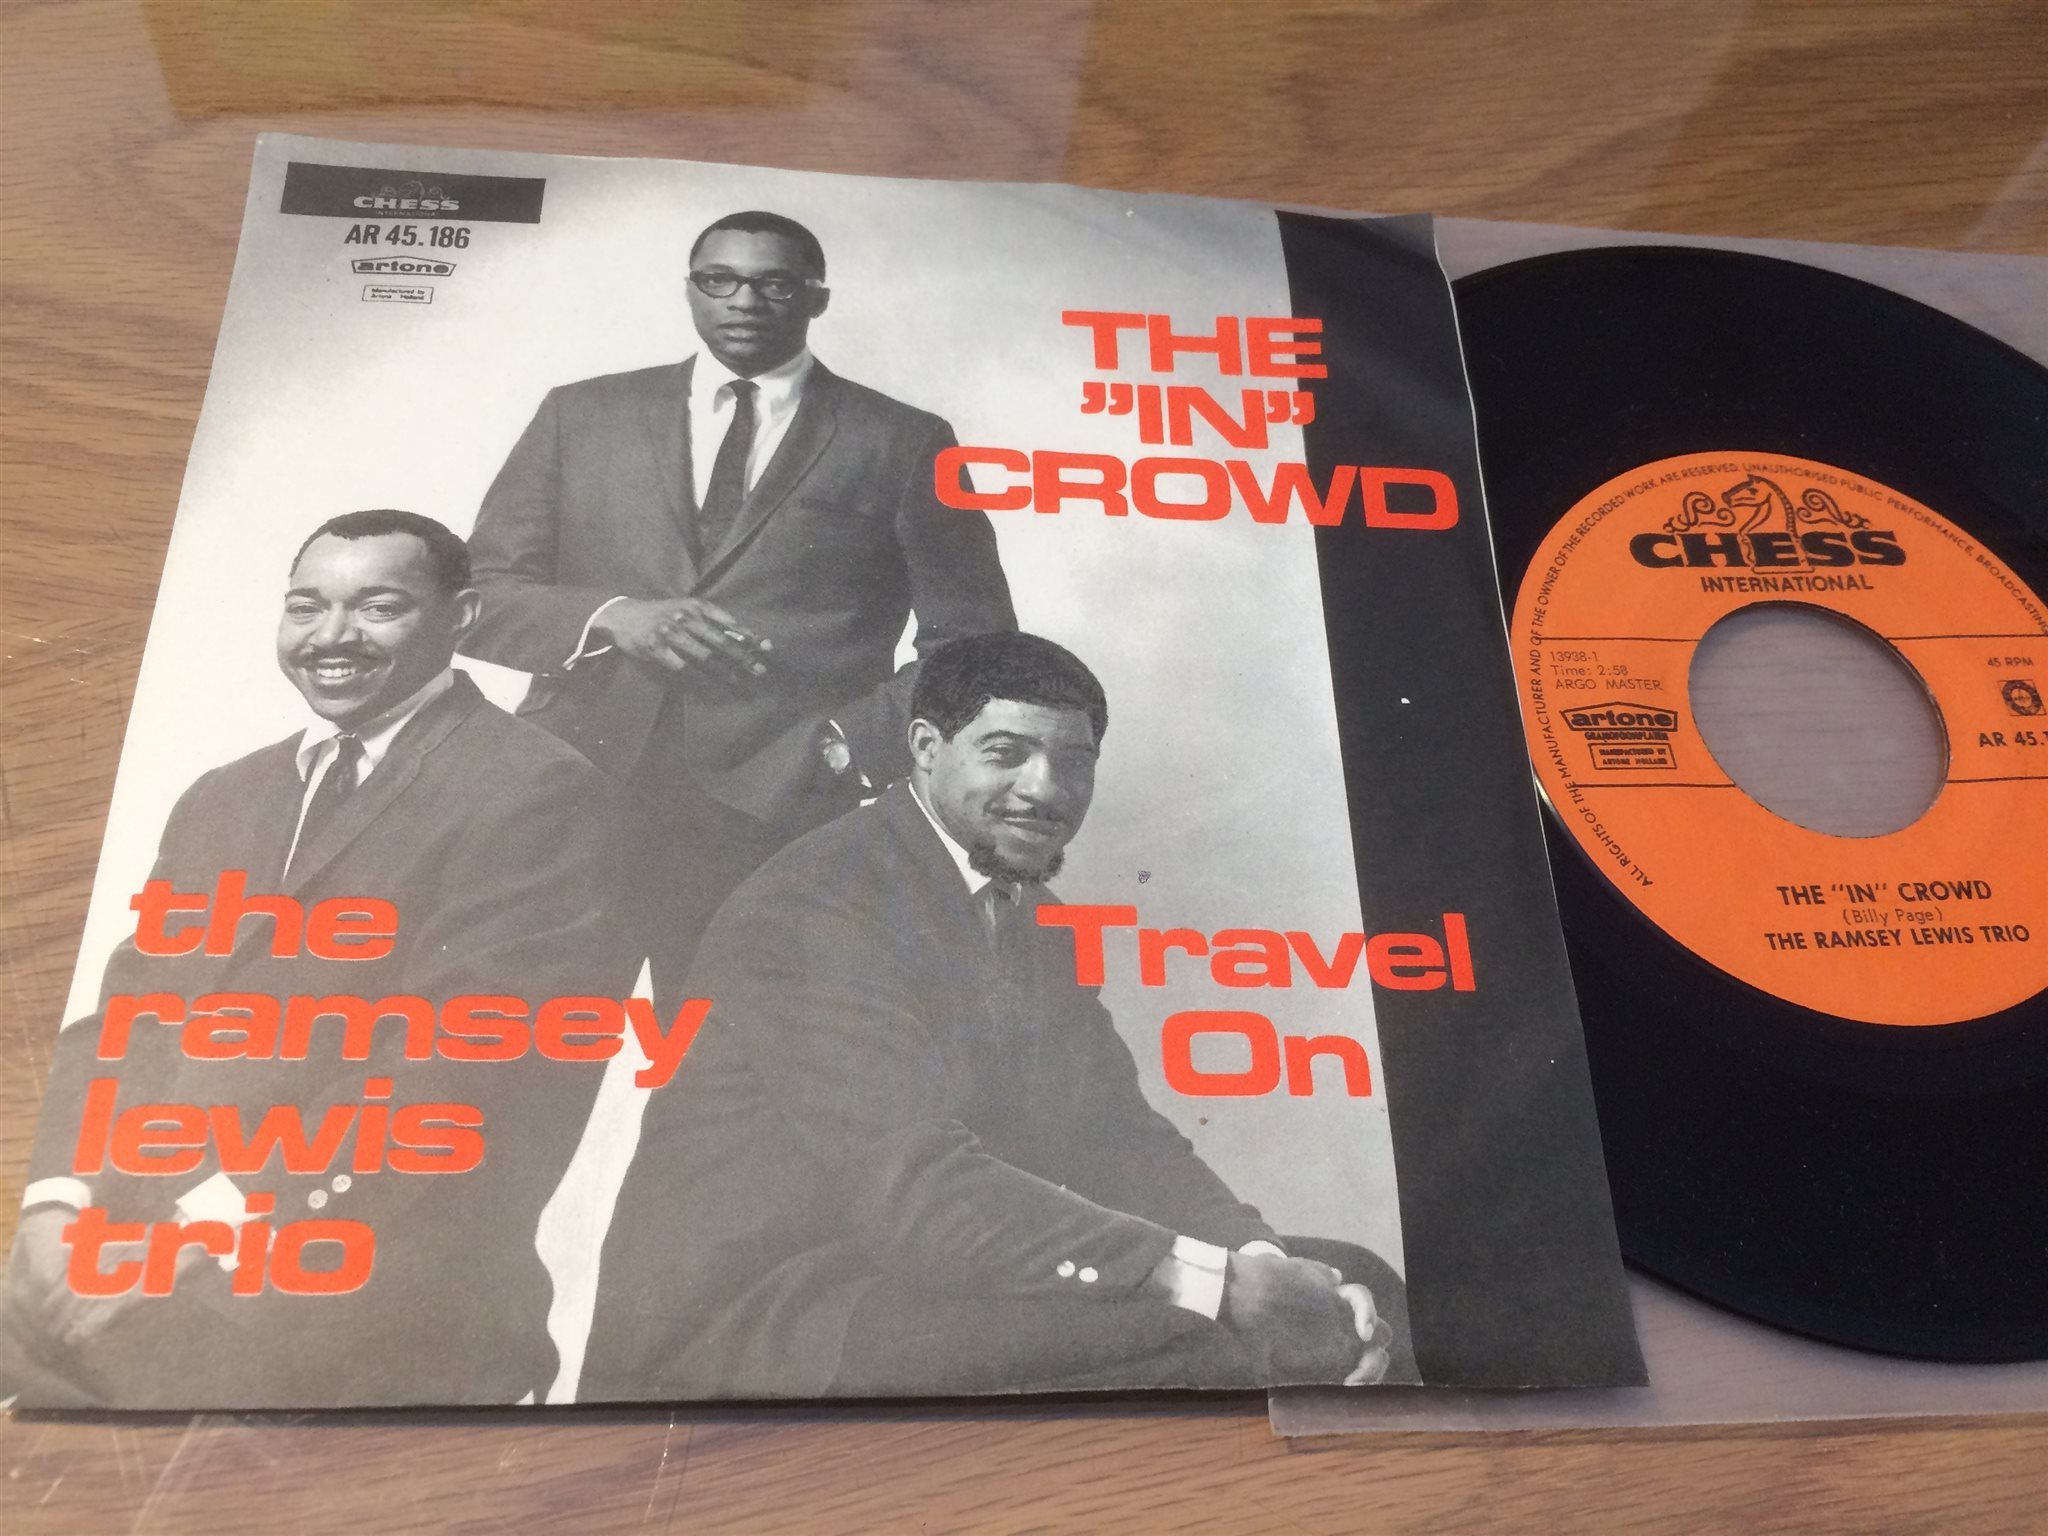 CHESS
INTERNATIONAL
AR 45.186
artone
Manufactured by
Artone Holland
THE
"IN"
CROWD
the
ramsey
lewis
trio
Travel
On
ALL RIGHTS OF THE MANUFACTURER AND OF THE OWNER OF THE RECORDED WORK ARE RESERVED. UNAUTHORISED PUBLIC PERFORMANCE, BROADCASTING
CHESS
INTERNATIONAL
13938-1
Time: 2:58
ARGO MASTER
artone
GRAMOFOONPLATEN
MANUFACTURED BY
ARTONE HOLLAND
45 RPM
AR 45.1
THE "IN" CROWD
(Billy Page)
THE RAMSEY LEWIS TRIO